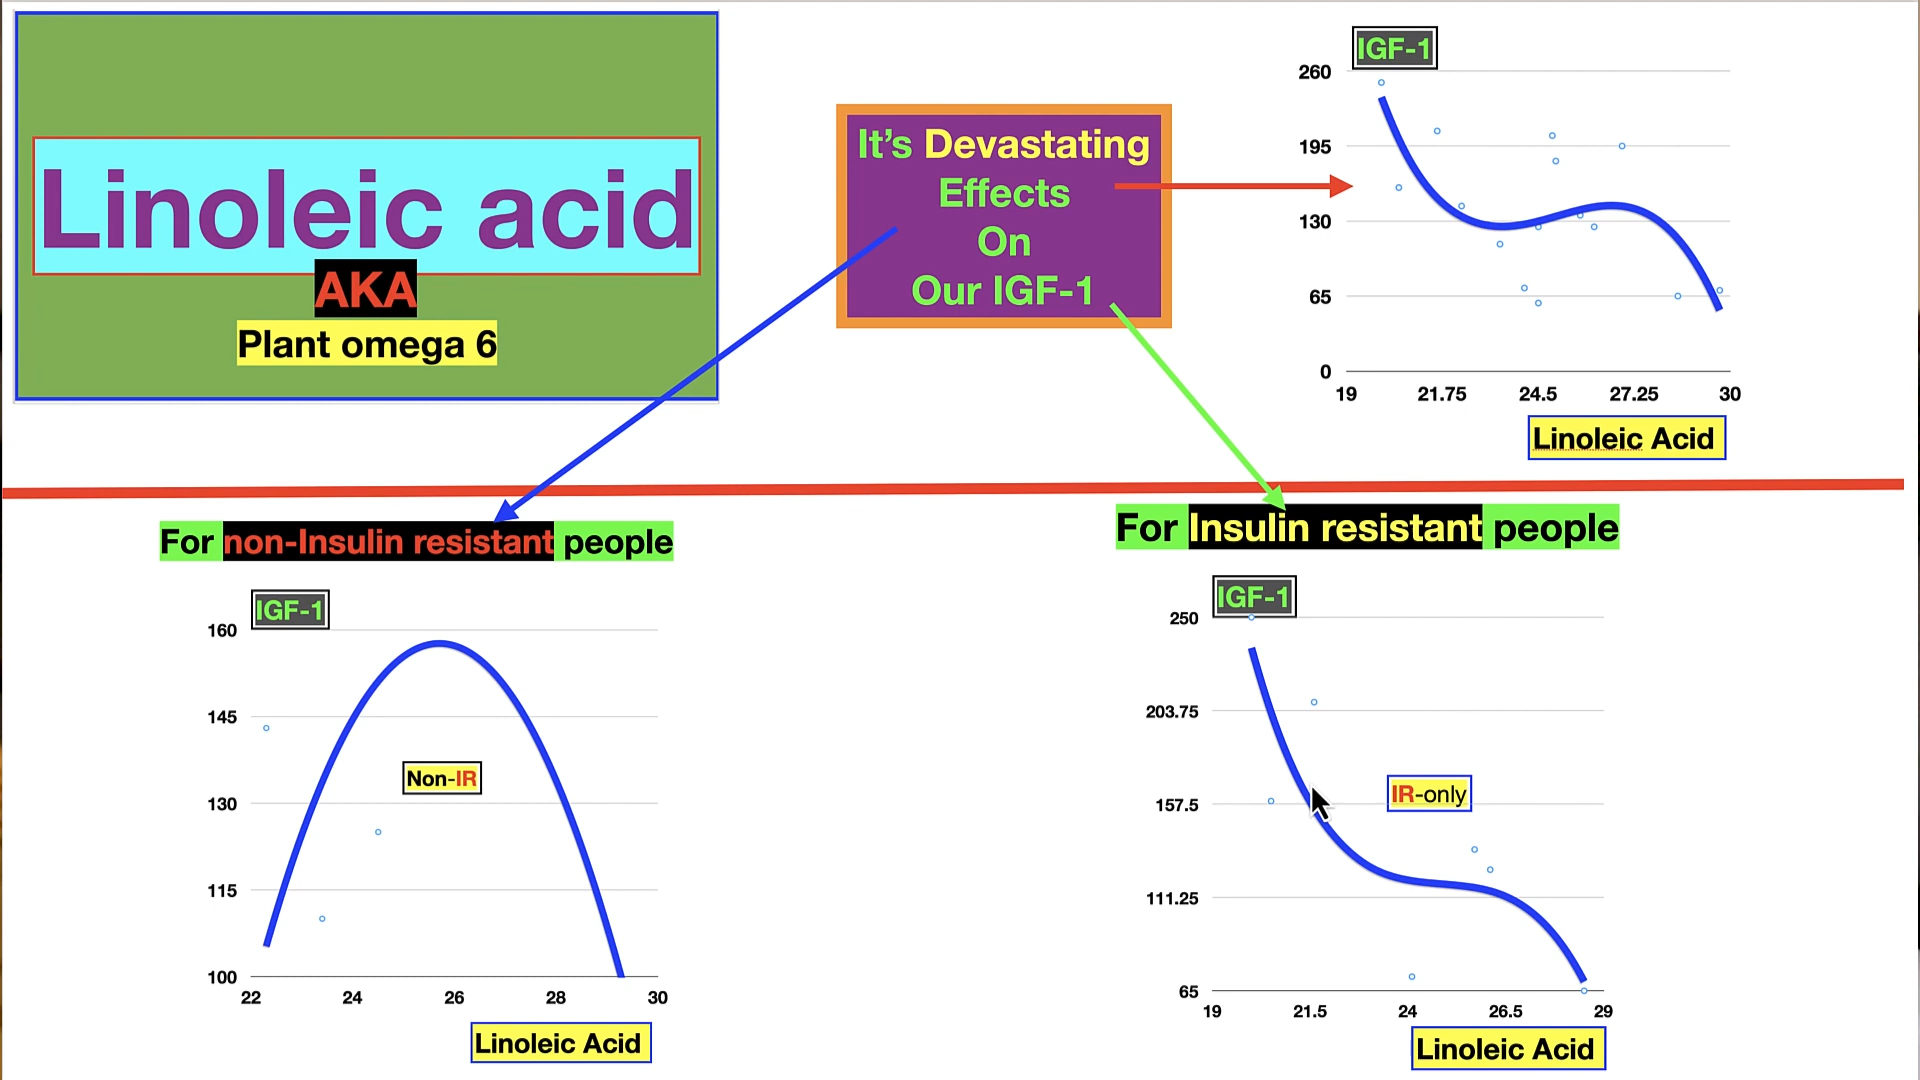 Linoleic acid
AKA
Plant omega 6
It's Devastating
Effects
On
Our IGF-1
IGF-1
260
195
130
65
0
19 21.75 24.5 27.25 30
Linoleic Acid
For non-Insulin resistant people
IGF-1
160
145
Non-IR
130
115
100
22 24 26 28 30
Linoleic Acid
For Insulin resistant people
IGF-1
250
203.75
IR-only
157.5
111.25
65
19 21.5 24 26.5 29
Linoleic Acid